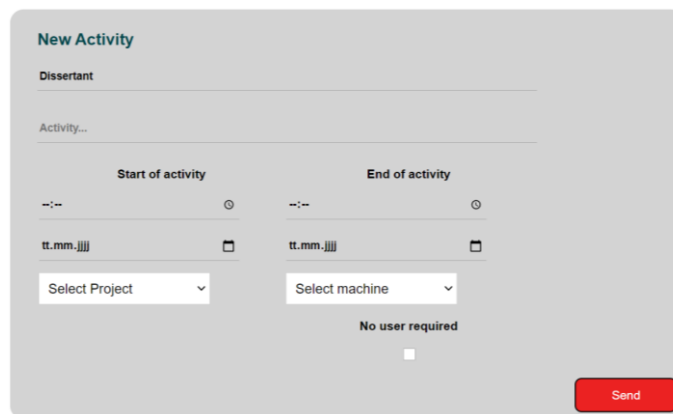 New Activity
Dissertant
Activity...
Start of activity End of activity
--:-- --:--
tt.mm.jjjj tt.mm.jjjj
Select Project Select machine
No user required
Send